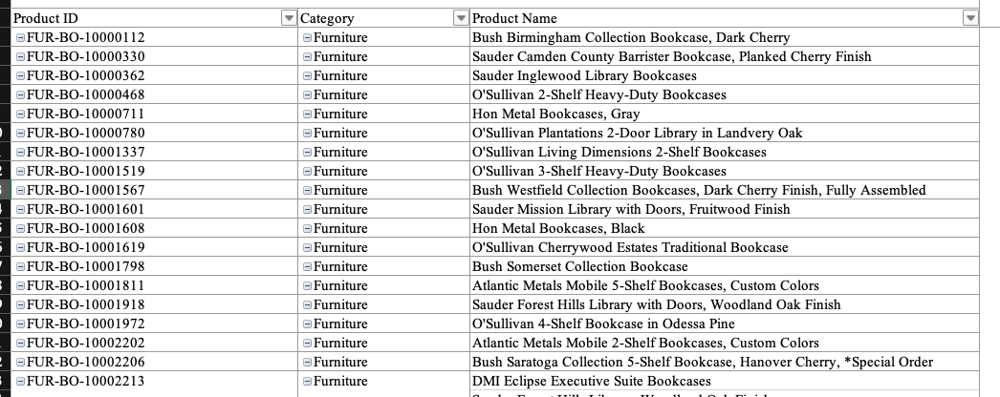 Product ID Category Product Name
FUR-BO-10000112 Furniture Bush Birmingham Collection Bookcase, Dark Cherry
FUR-BO-10000330 Furniture Sauder Camden County Barrister Bookcase, Planked Cherry Finish
FUR-BO-10000362 Furniture Sauder Inglewood Library Bookcases
FUR-BO-10000468 Furniture O'Sullivan 2-Shelf Heavy-Duty Bookcases
FUR-BO-10000711 Furniture Hon Metal Bookcases, Gray
FUR-BO-10000780 Furniture O'Sullivan Plantations 2-Door Library in Landvery Oak
FUR-BO-10001337 Furniture O'Sullivan Living Dimensions 2-Shelf Bookcases
FUR-BO-10001519 Furniture O'Sullivan 3-Shelf Heavy-Duty Bookcases
FUR-BO-10001567 Furniture Bush Westfield Collection Bookcases, Dark Cherry Finish, Fully Assembled
FUR-BO-10001601 Furniture Sauder Mission Library with Doors, Fruitwood Finish
FUR-BO-10001608 Furniture Hon Metal Bookcases, Black
FUR-BO-10001619 Furniture O'Sullivan Cherrywood Estates Traditional Bookcase
FUR-BO-10001798 Furniture Bush Somerset Collection Bookcase
FUR-BO-10001811 Furniture Atlantic Metals Mobile 5-Shelf Bookcases, Custom Colors
FUR-BO-10001918 Furniture Sauder Forest Hills Library with Doors, Woodland Oak Finish
FUR-BO-10001972 Furniture O'Sullivan 4-Shelf Bookcase in Odessa Pine
FUR-BO-10002202 Furniture Atlantic Metals Mobile 2-Shelf Bookcases, Custom Colors
FUR-BO-10002206 Furniture Bush Saratoga Collection 5-Shelf Bookcase, Hanover Cherry, *Special Order
FUR-BO-10002213 Furniture DMI Eclipse Executive Suite Bookcases